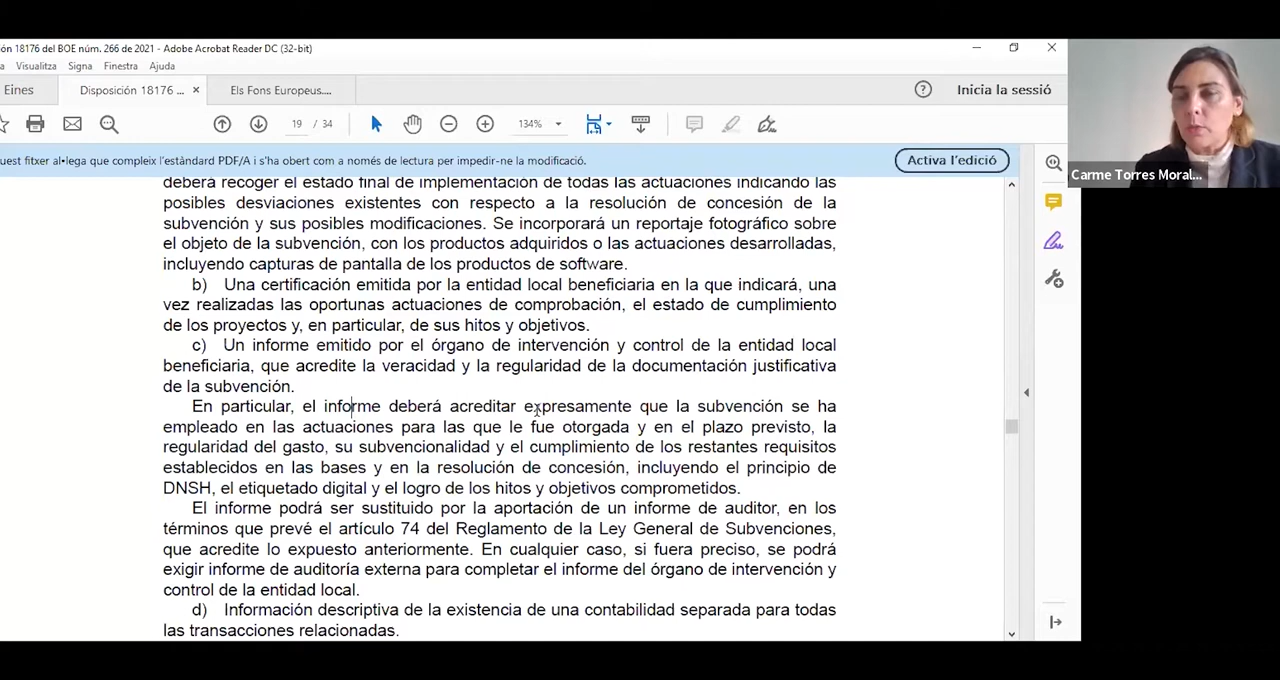 ón 18176 del BOE núm. 266 de 2021 - Adobe Acrobat Reader DC (32-bit)
a Visualitza Signa Finestra Ajuda
Eines Disposición 18176 ... × Els Fons Europeus.... Inicia la sessió
19 / 34 134%
uest fitxer al•lega que compleix l'estàndard PDF/A i s'ha obert com a només de lectura per impedir-ne la modificació. Activa l'edició
Carme Torres Moral...
deberá recoger el estado final de implementación de todas las actuaciones indicando las
posibles desviaciones existentes con respecto a la resolución de concesión de la
subvención y sus posibles modificaciones. Se incorporará un reportaje fotográfico sobre
el objeto de la subvención, con los productos adquiridos o las actuaciones desarrolladas,
incluyendo capturas de pantalla de los productos de software.
b) Una certificación emitida por la entidad local beneficiaria en la que indicará, una
vez realizadas las oportunas actuaciones de comprobación, el estado de cumplimiento
de los proyectos y, en particular, de sus hitos y objetivos.
c) Un informe emitido por el órgano de intervención y control de la entidad local
beneficiaria, que acredite la veracidad y la regularidad de la documentación justificativa
de la subvención.
En particular, el informe deberá acreditar expresamente que la subvención se ha
empleado en las actuaciones para las que le fue otorgada y en el plazo previsto, la
regularidad del gasto, su subvencionalidad y el cumplimiento de los restantes requisitos
establecidos en las bases y en la resolución de concesión, incluyendo el principio de
DNSH, el etiquetado digital y el logro de los hitos y objetivos comprometidos.
El informe podrá ser sustituido por la aportación de un informe de auditor, en los
términos que prevé el artículo 74 del Reglamento de la Ley General de Subvenciones,
que acredite lo expuesto anteriormente. En cualquier caso, si fuera preciso, se podrá
exigir informe de auditoría externa para completar el informe del órgano de intervención y
control de la entidad local.
d) Información descriptiva de la existencia de una contabilidad separada para todas
las transacciones relacionadas.